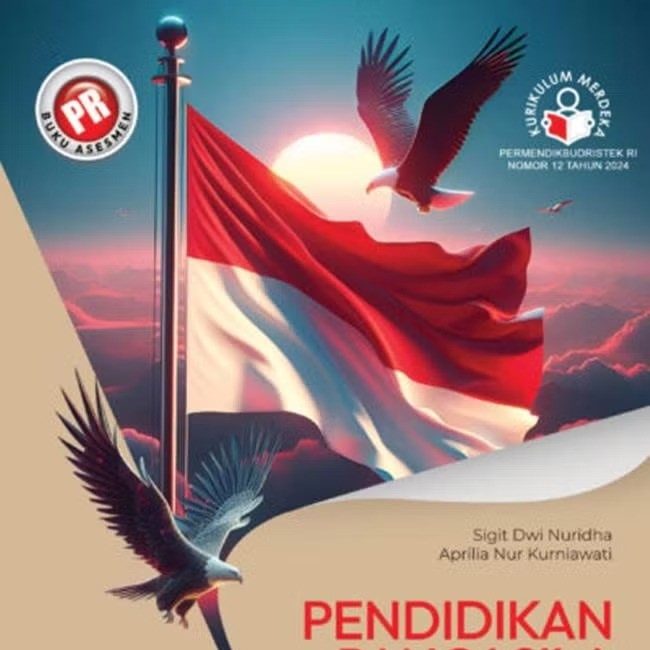 PR
BUKU ASESMEN
KURIKULUM MERDEKA
PERMENDIKBUDRISTEK RI
NOMOR 12 TAHUN 2024
Sigit Dwi Nuridha
Aprilia Nur Kurniawati
PENDIDIKAN